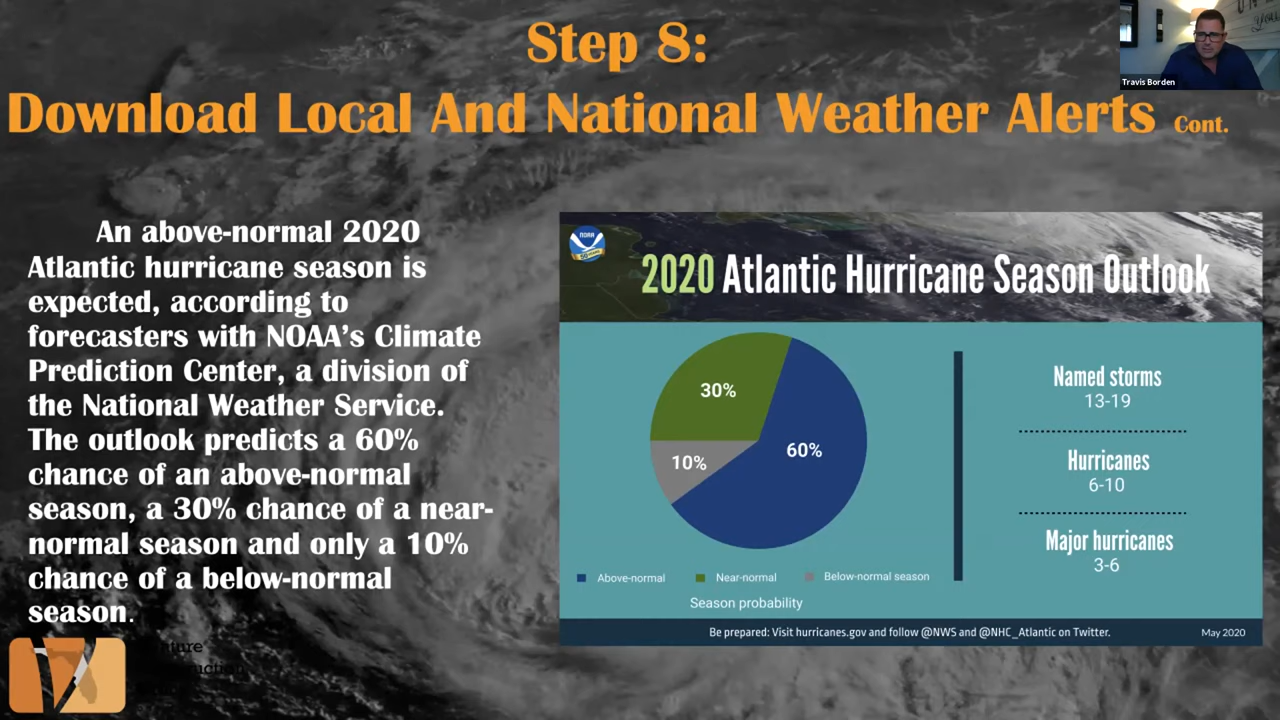 Step 8:
Download Local And National Weather Alerts Cont.
Travis Borden
An above-normal 2020
Atlantic hurricane season is
expected, according to
forecasters with NOAA's Climate
Prediction Center, a division of
the National Weather Service.
The outlook predicts a 60%
chance of an above-normal
season, a 30% chance of a near-
normal season and only a 10%
chance of a below-normal
season.
NOAA
2020 Atlantic Hurricane Season Outlook
30%
60%
10%
Above-normal
Near-normal
Below-normal season
Season probability
Named storms
13-19
Hurricanes
6-10
Major hurricanes
3-6
Be prepared: Visit hurricanes.gov and follow @NWS and @NHC_Atlantic on Twitter.
May 2020